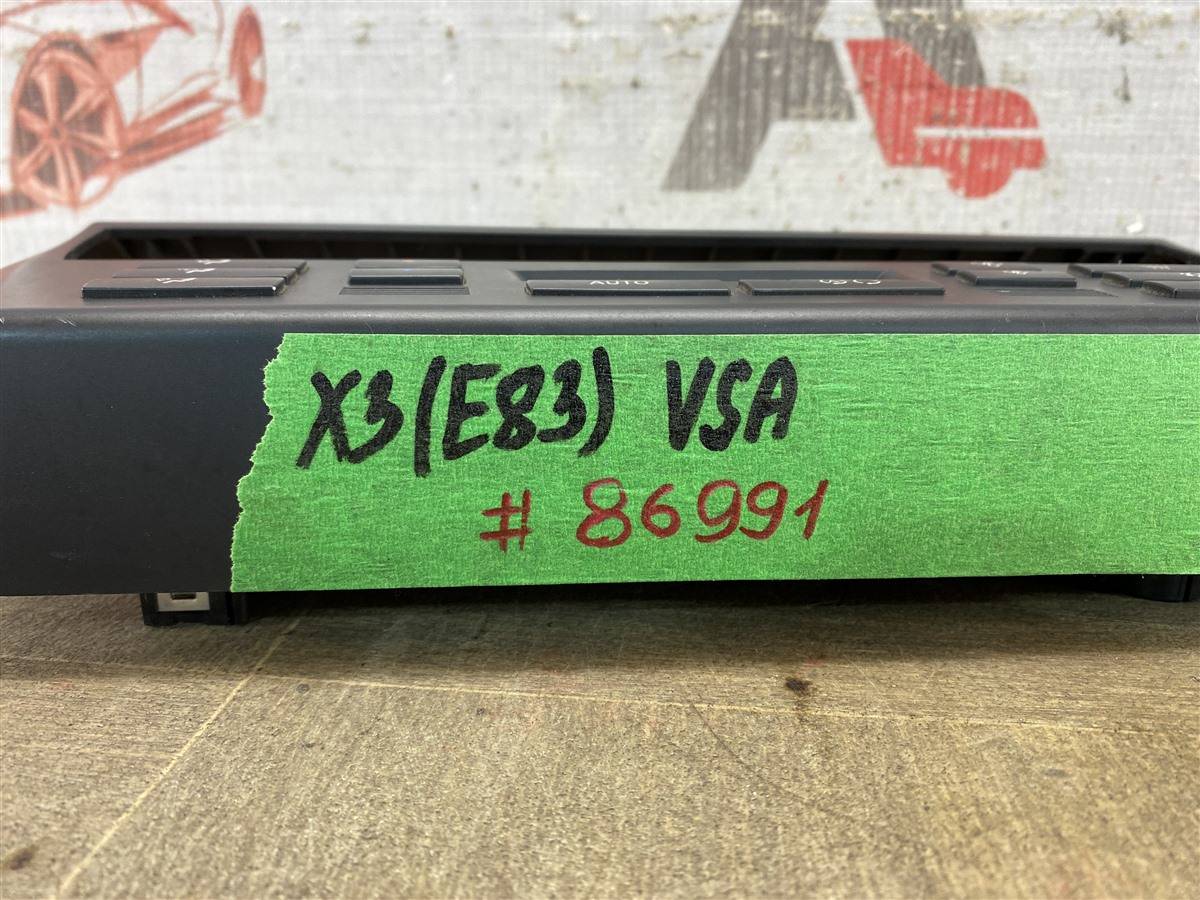 AUTO
X3(E83) VSA
# 86991